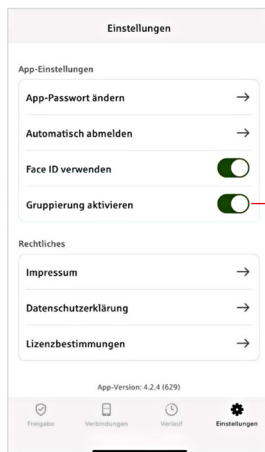 Einstellungen
App-Einstellungen
App-Passwort ändern
Automatisch abmelden
Face ID verwenden
Gruppierung aktivieren
Rechtliches
Impressum
Datenschutzerklärung
Lizenzbestimmungen
App-Version: 4.2.4 (629)
Freigabe Verbindungen Verlauf Einstellungen